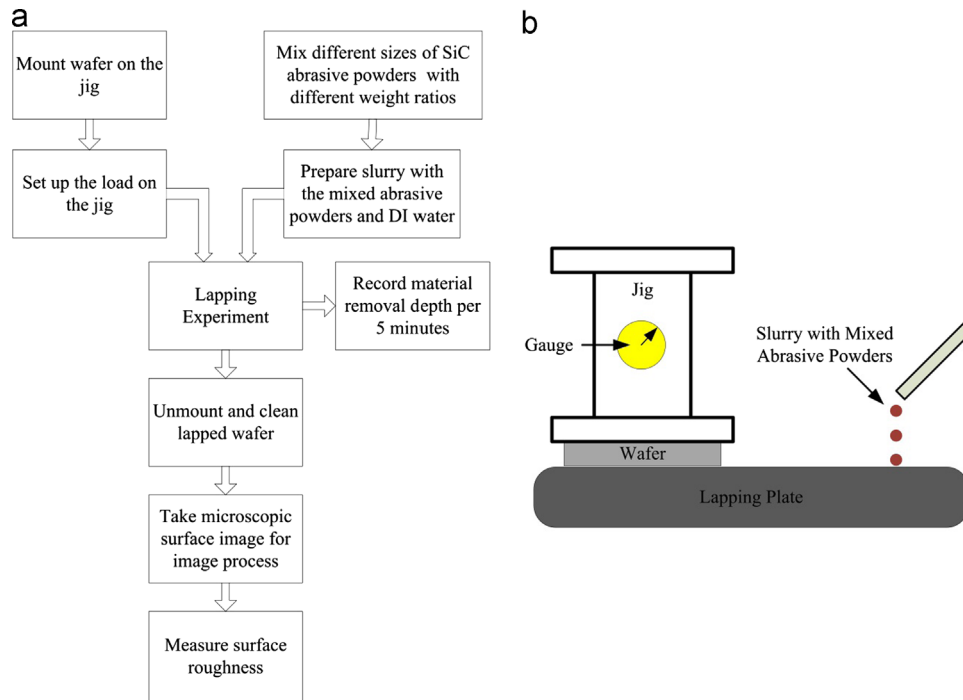 a
Mount wafer on the
jig
Mix different sizes of SiC
abrasive powders with
different weight ratios
Set up the load on
the jig
Prepare slurry with
the mixed abrasive
powders and DI water
Lapping
Experiment
Record material
removal depth per
5 minutes
Unmount and clean
lapped wafer
Take microscopic
surface image for
image process
Measure surface
roughness
b
Jig
Gauge
Slurry with Mixed
Abrasive Powders
Wafer
Lapping Plate